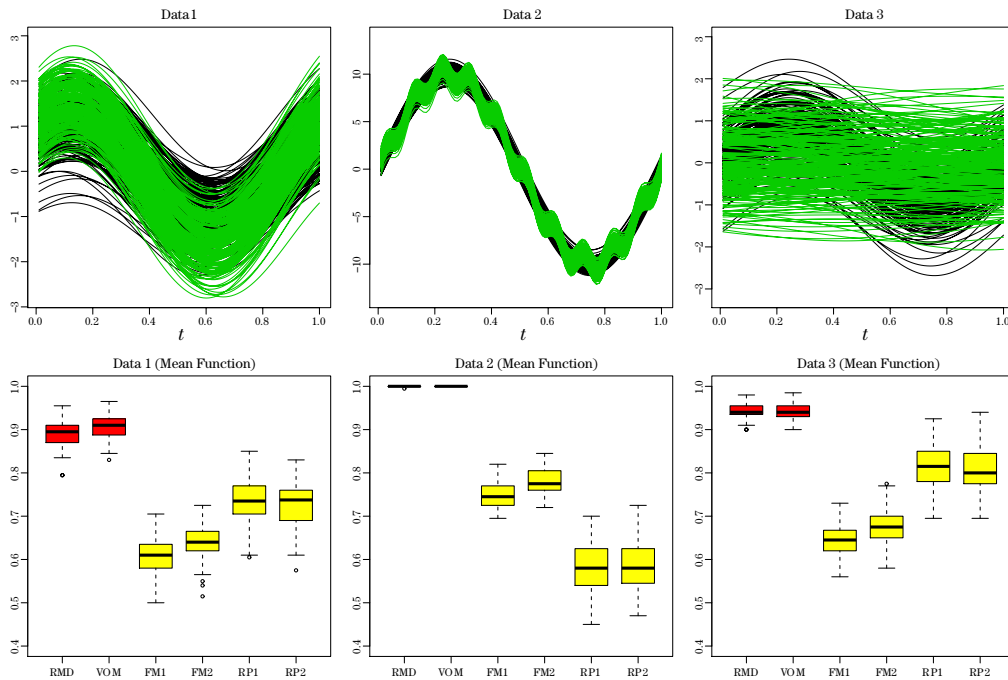 Data 1
Data 2
Data 3
3
2
1
0
-1
-2
-3
10
5
0
-5
-10
3
2
1
0
-1
-2
-3
0.0 0.2 0.4 0.6 0.8 1.0
0.0 0.2 0.4 0.6 0.8 1.0
0.0 0.2 0.4 0.6 0.8 1.0
t
t
t
Data 1 (Mean Function)
Data 2 (Mean Function)
Data 3 (Mean Function)
1.0
0.9
0.8
0.7
0.6
0.5
0.4
1.0
0.9
0.8
0.7
0.6
0.5
0.4
1.0
0.9
0.8
0.7
0.6
0.5
0.4
RMD VOM FM1 FM2 RP1 RP2
RMD VOM FM1 FM2 RP1 RP2
RMD VOM FM1 FM2 RP1 RP2